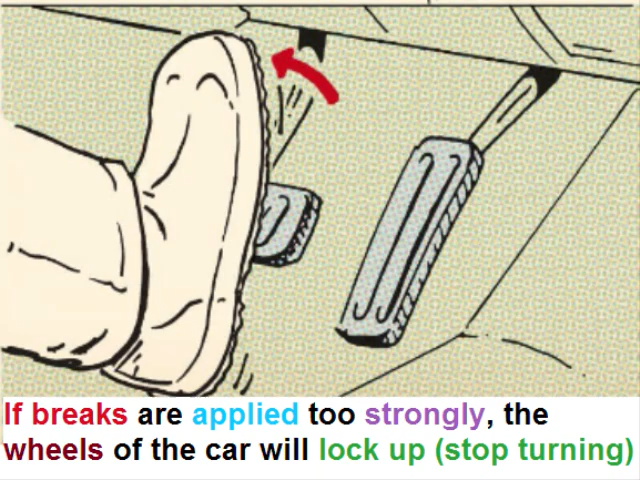 If breaks are applied too strongly, the
wheels of the car will lock up (stop turning)